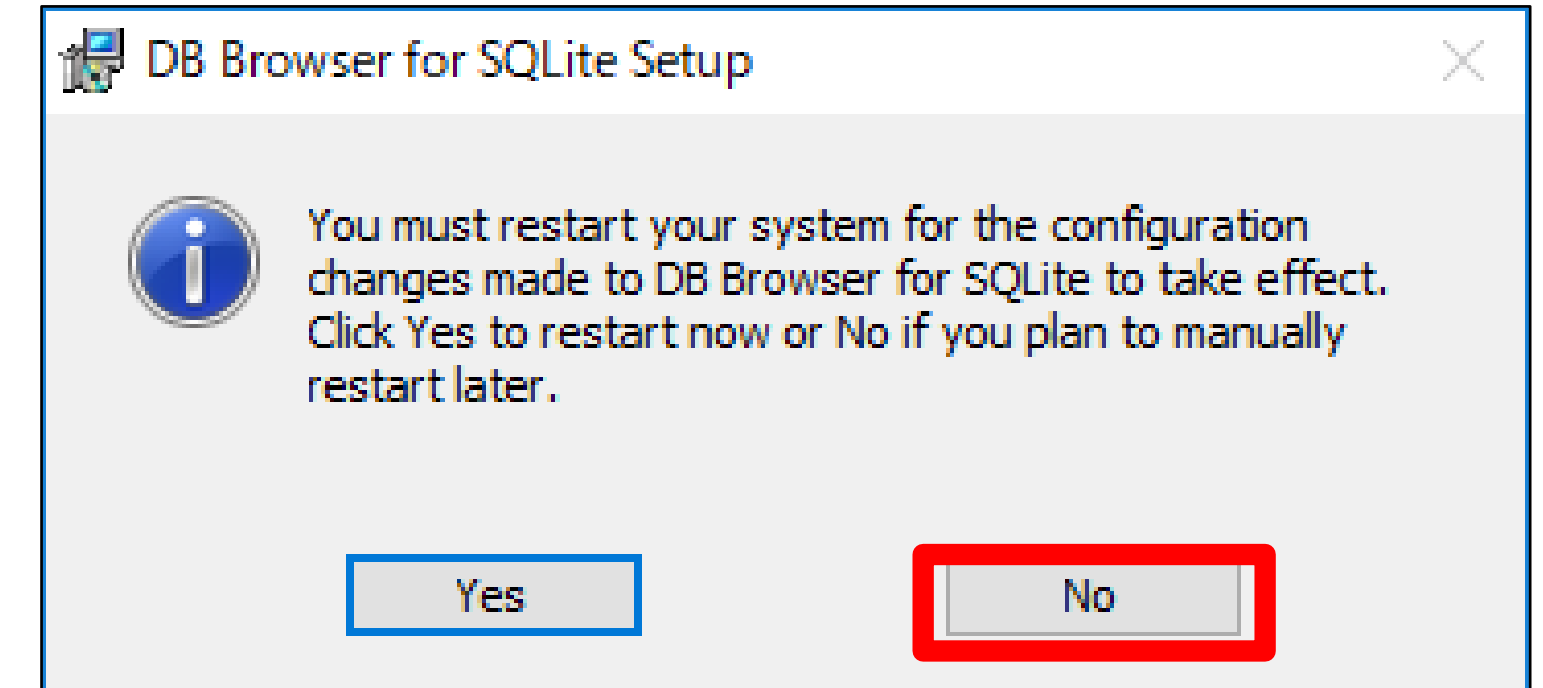 DB Browser for SQLite Setup
You must restart your system for the configuration
changes made to DB Browser for SQLite to take effect.
Click Yes to restart now or No if you plan to manually
restart later.
Yes
No